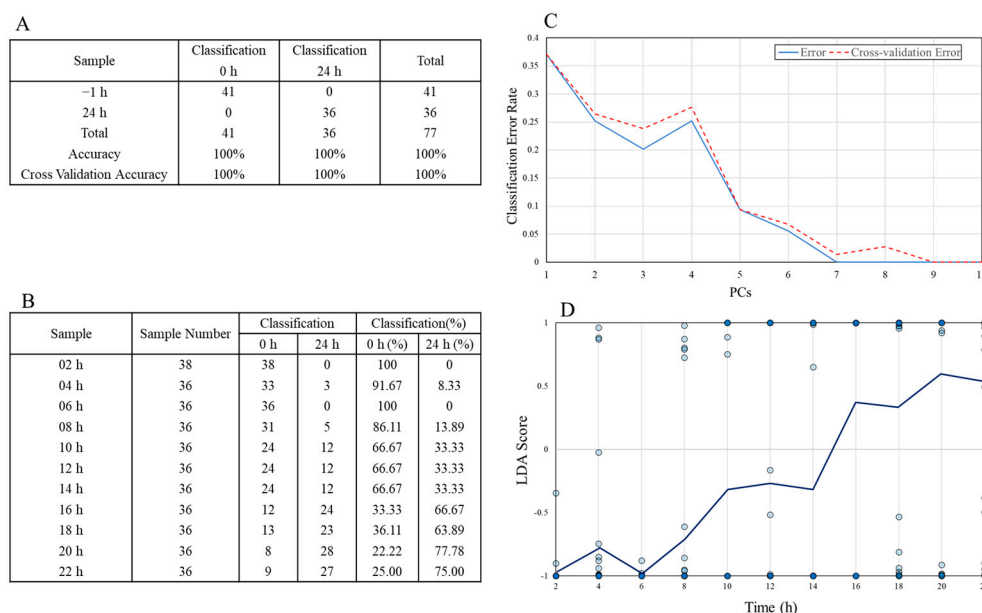 A
Sample Classification 0 h Classification 24 h Total
−1 h 41 0 41
24 h 0 36 36
Total 41 36 77
Accuracy 100% 100% 100%
Cross Validation Accuracy 100% 100% 100%
B
Sample Sample Number Classification Classification(%)
0 h 24 h 0 h (%) 24 h (%)
02 h 38 38 0 100 0
04 h 36 33 3 91.67 8.33
06 h 36 36 0 100 0
08 h 36 31 5 86.11 13.89
10 h 36 24 12 66.67 33.33
12 h 36 24 12 66.67 33.33
14 h 36 24 12 66.67 33.33
16 h 36 12 24 33.33 66.67
18 h 36 13 23 36.11 63.89
20 h 36 8 28 22.22 77.78
22 h 36 9 27 25.00 75.00
C
Error Cross-validation Error
Classification Error Rate
0.4
0.35
0.3
0.25
0.2
0.15
0.1
0.05
0
1 2 3 4 5 6 7 8 9 1
PCs
D
LDA Score
1
0.5
0
-0.5
-1
2 4 6 8 10 12 14 16 18 20 2
Time (h)